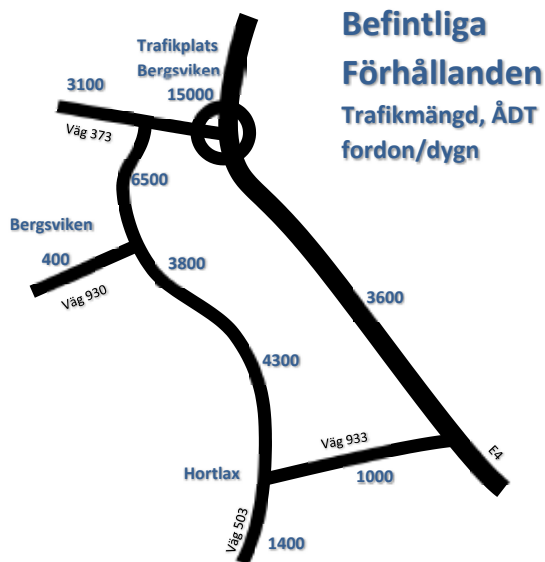 Befintliga
Förhållanden
Trafikmängd, ÅDT
fordon/dygn
Trafikplats
Bergsviken
3100
15000
Väg 373
6500
Bergsviken
400
3800
Väg 930
3600
4300
Väg 933
E4
Hortlax
1000
Väg 503
1400